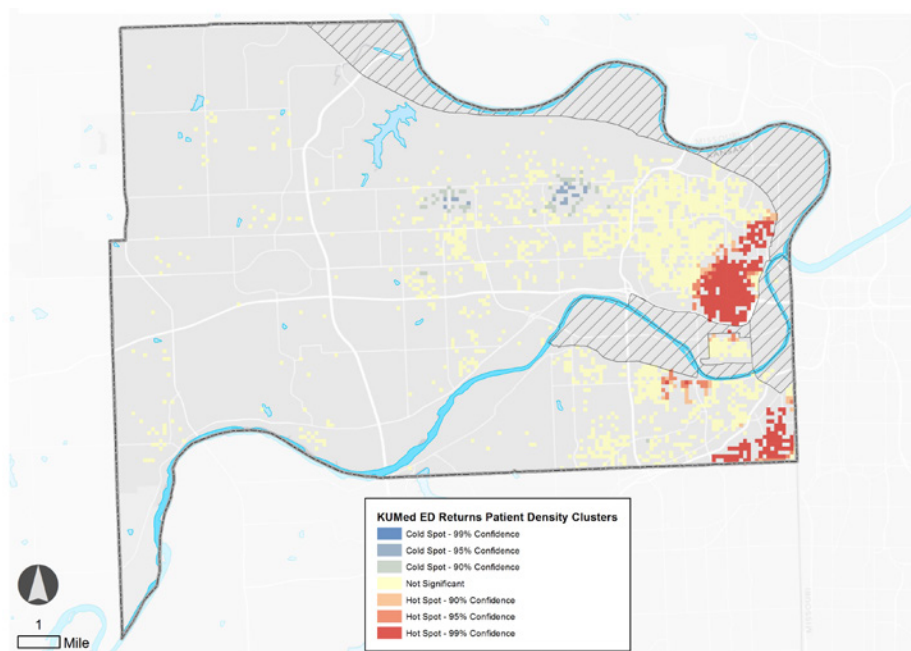 KUMed ED Returns Patient Density Clusters
Cold Spot - 99% Confidence
Cold Spot - 95% Confidence
Cold Spot - 90% Confidence
Not Significant
Hot Spot - 90% Confidence
Hot Spot - 95% Confidence
Hot Spot - 99% Confidence
1
Mile